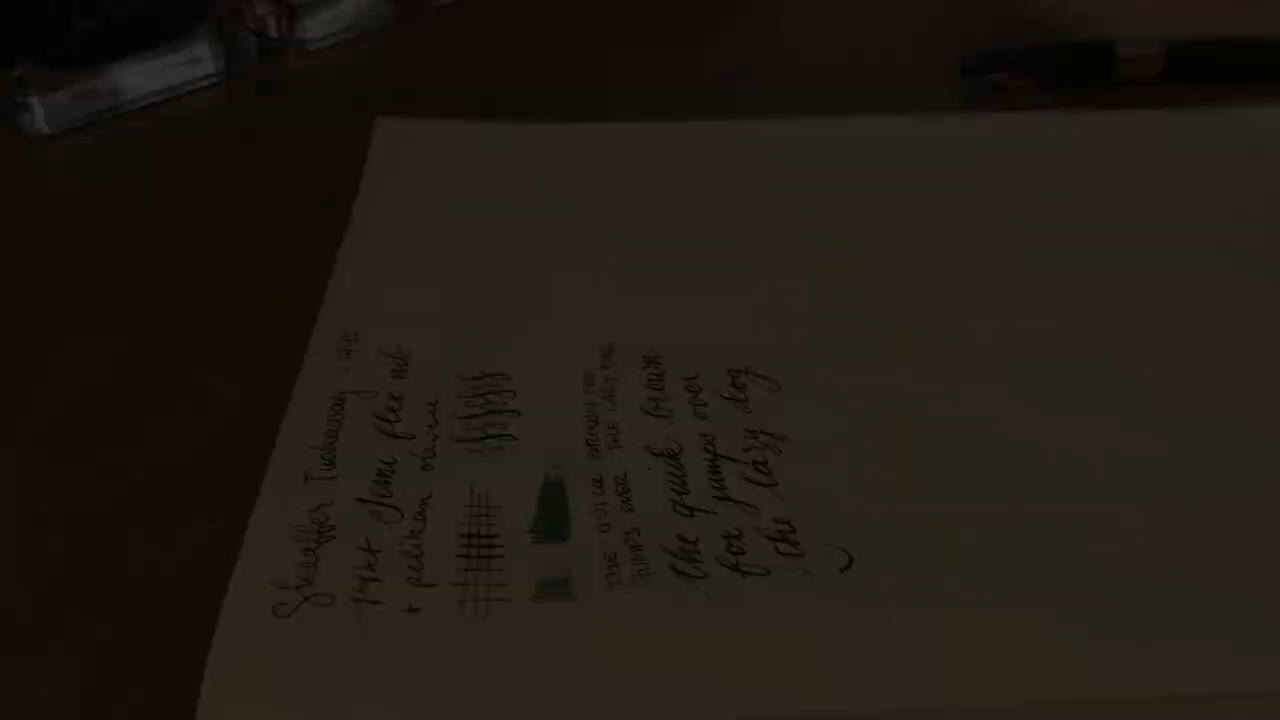 Sheaffer Tuckaway
14kt semi flex nib
+ pelikan olivine
THE QUICK BROWN FOX
JUMPS OVER THE LAZY DOG
the quick brown
fox jumps over
the lazy dog